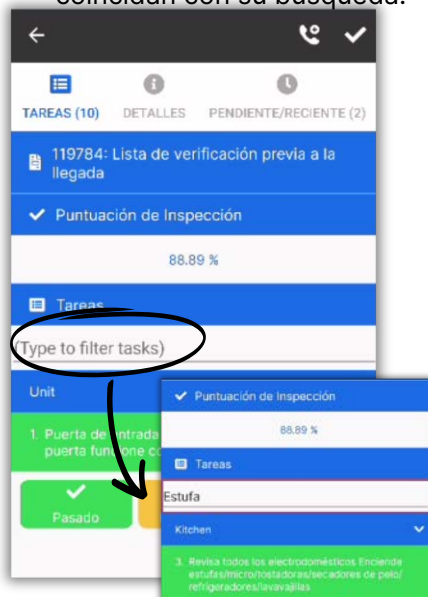 coincidan con su búsqueda.
TAREAS (10) DETALLES PENDIENTE/RECIENTE (2)
119784: Lista de verificación previa a la
llegada
Puntuación de Inspección
88.89 %
Tareas
(Type to filter tasks)
Unit
1. Puerta de entrada
puerta funcione
Pasado
Puntuación de Inspección
88.89 %
Tareas
Estufa
Kitchen
3. Revisa todos los electrodomésticos Enciende
estufas/micro/tostadoras/secadores de pelo/
refrigeradores/lavavajillas